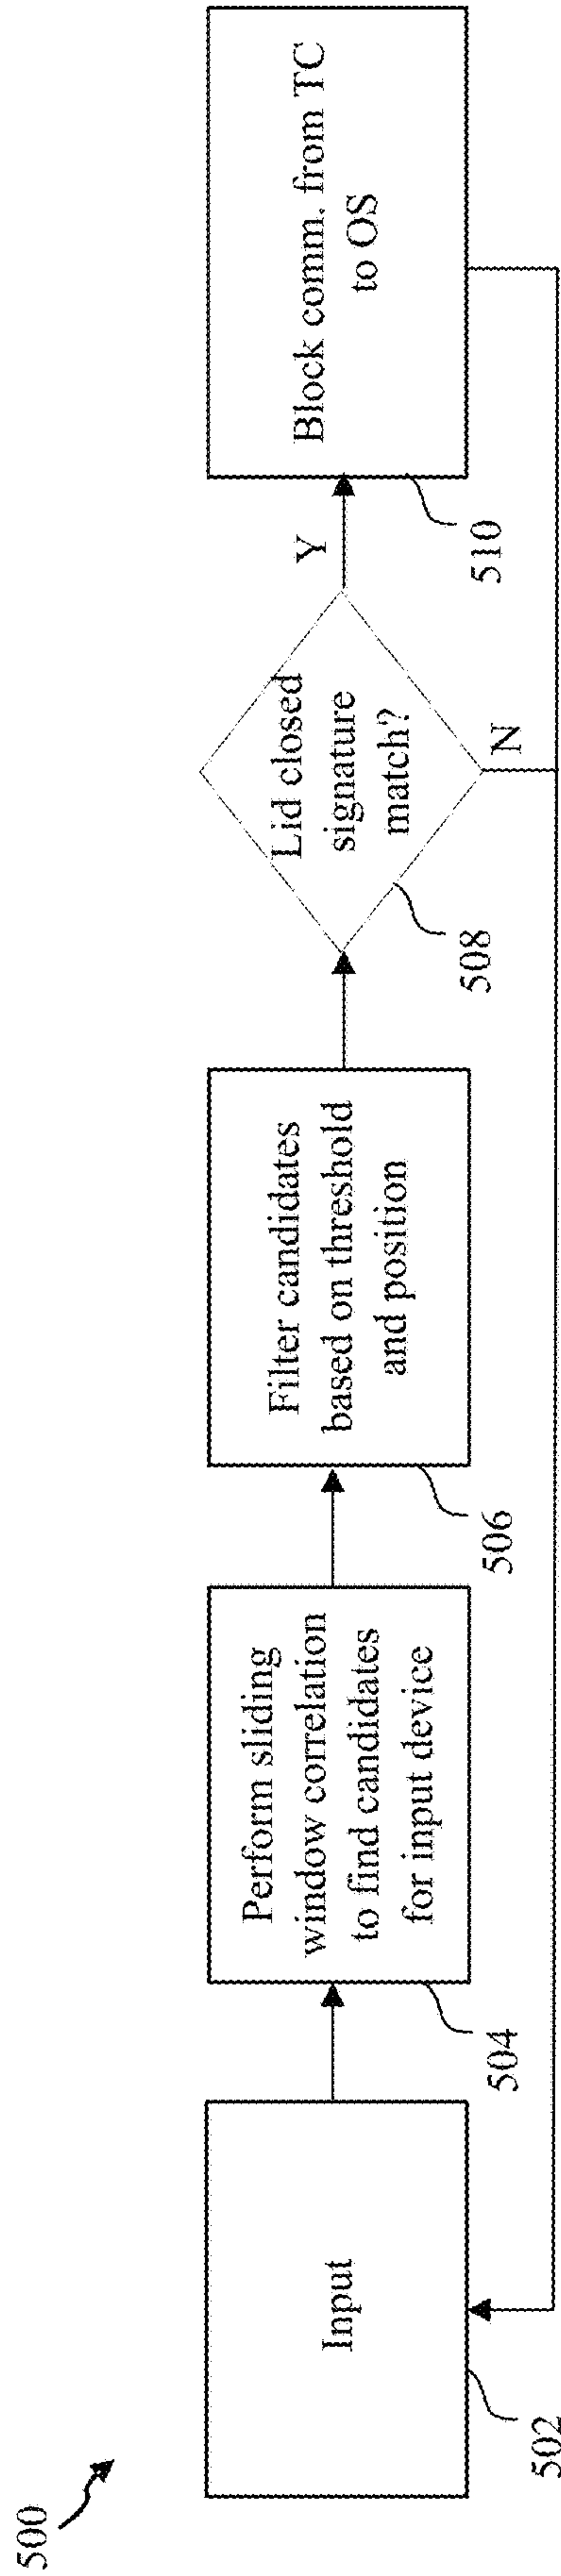 500
Input
502
Perform sliding
window correlation
to find candidates
for input device
504
Filter candidates
based on threshold
and position
506
Lid closed
signature
match?
508
Y
N
Block comm. from TC
to OS
510